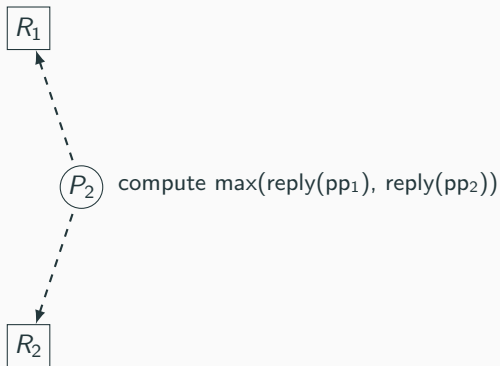 R₁
P₂ compute max(reply(pp₁), reply(pp₂))
R₂